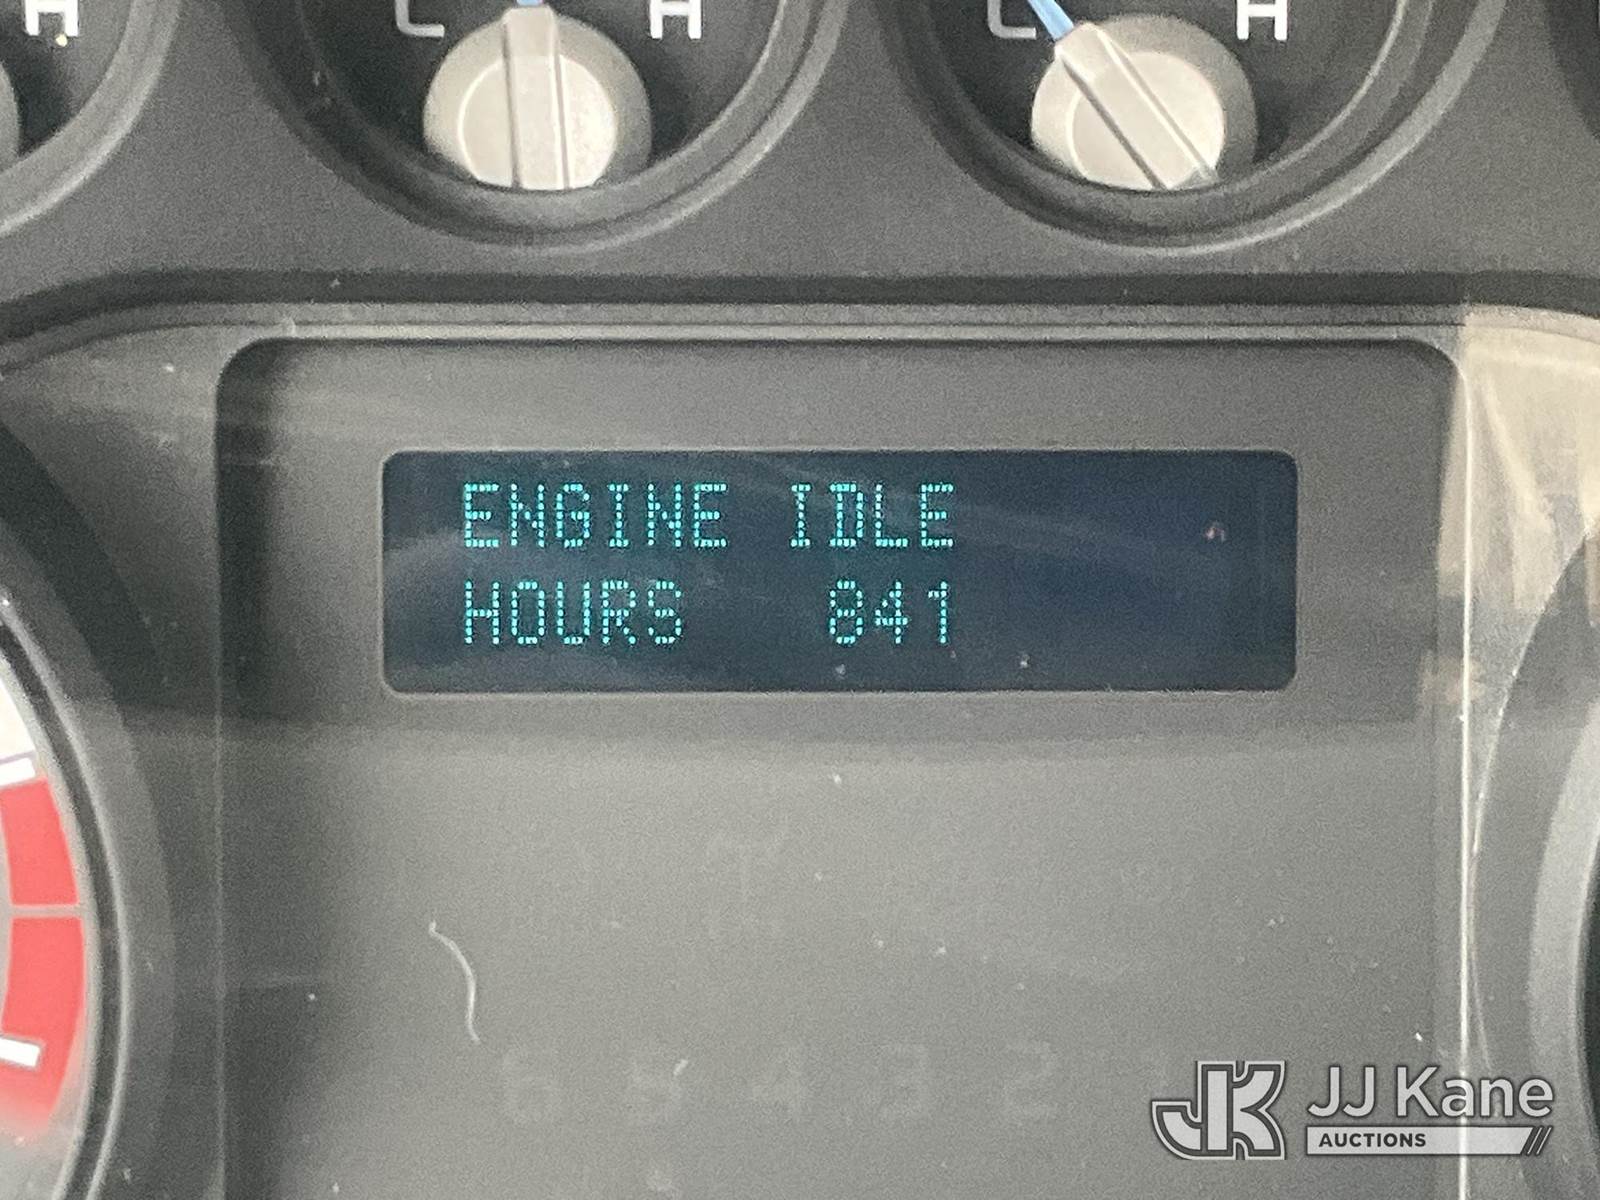 H C H C H
ENGINE IDLE
HOURS 841
JJ Kane
AUCTIONS